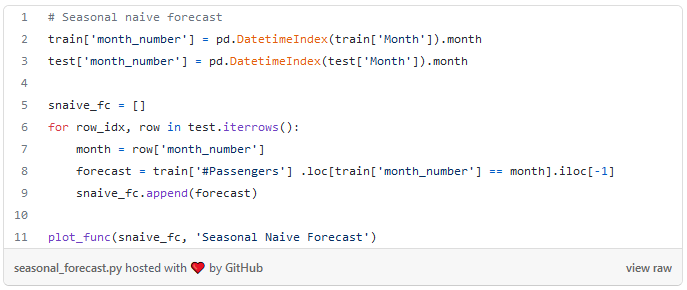 1 # Seasonal naive forecast
2 train['month_number'] = pd.DatetimeIndex(train['Month']).month
3 test['month_number'] = pd.DatetimeIndex(test['Month']).month
4
5 snaive_fc = []
6 for row_idx, row in test.iterrows():
7     month = row['month_number']
8     forecast = train['#Passengers'] .loc[train['month_number'] == month].iloc[-1]
9     snaive_fc.append(forecast)
10
11 plot_func(snaive_fc, 'Seasonal Naive Forecast')
seasonal_forecast.py hosted with ❤ by GitHub view raw